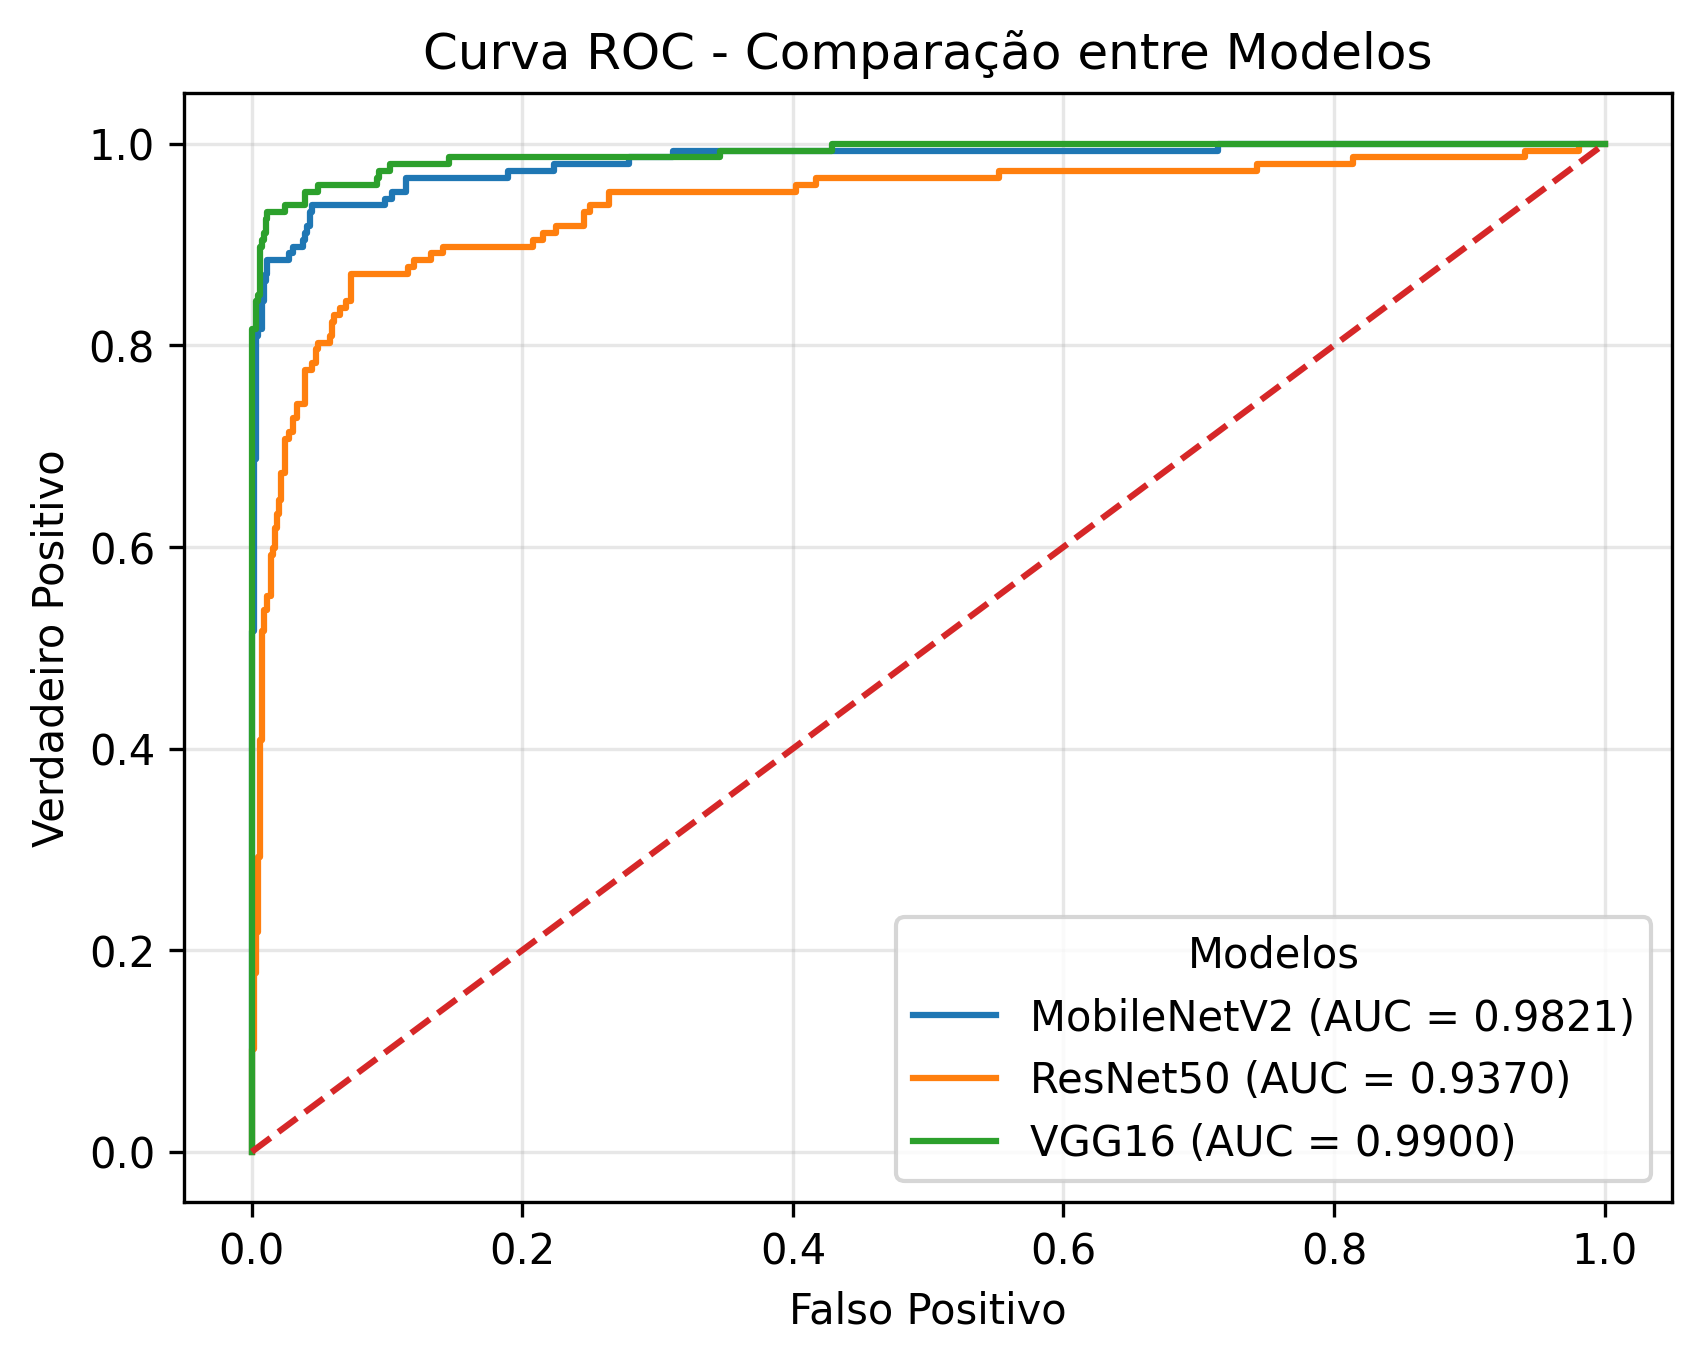 Curva ROC - Comparação entre Modelos
1.0
0.8
0.6
0.4
0.2
0.0
Verdadeiro Positivo
Modelos
MobileNetV2 (AUC = 0.9821)
ResNet50 (AUC = 0.9370)
VGG16 (AUC = 0.9900)
0.0 0.2 0.4 0.6 0.8 1.0
Falso Positivo